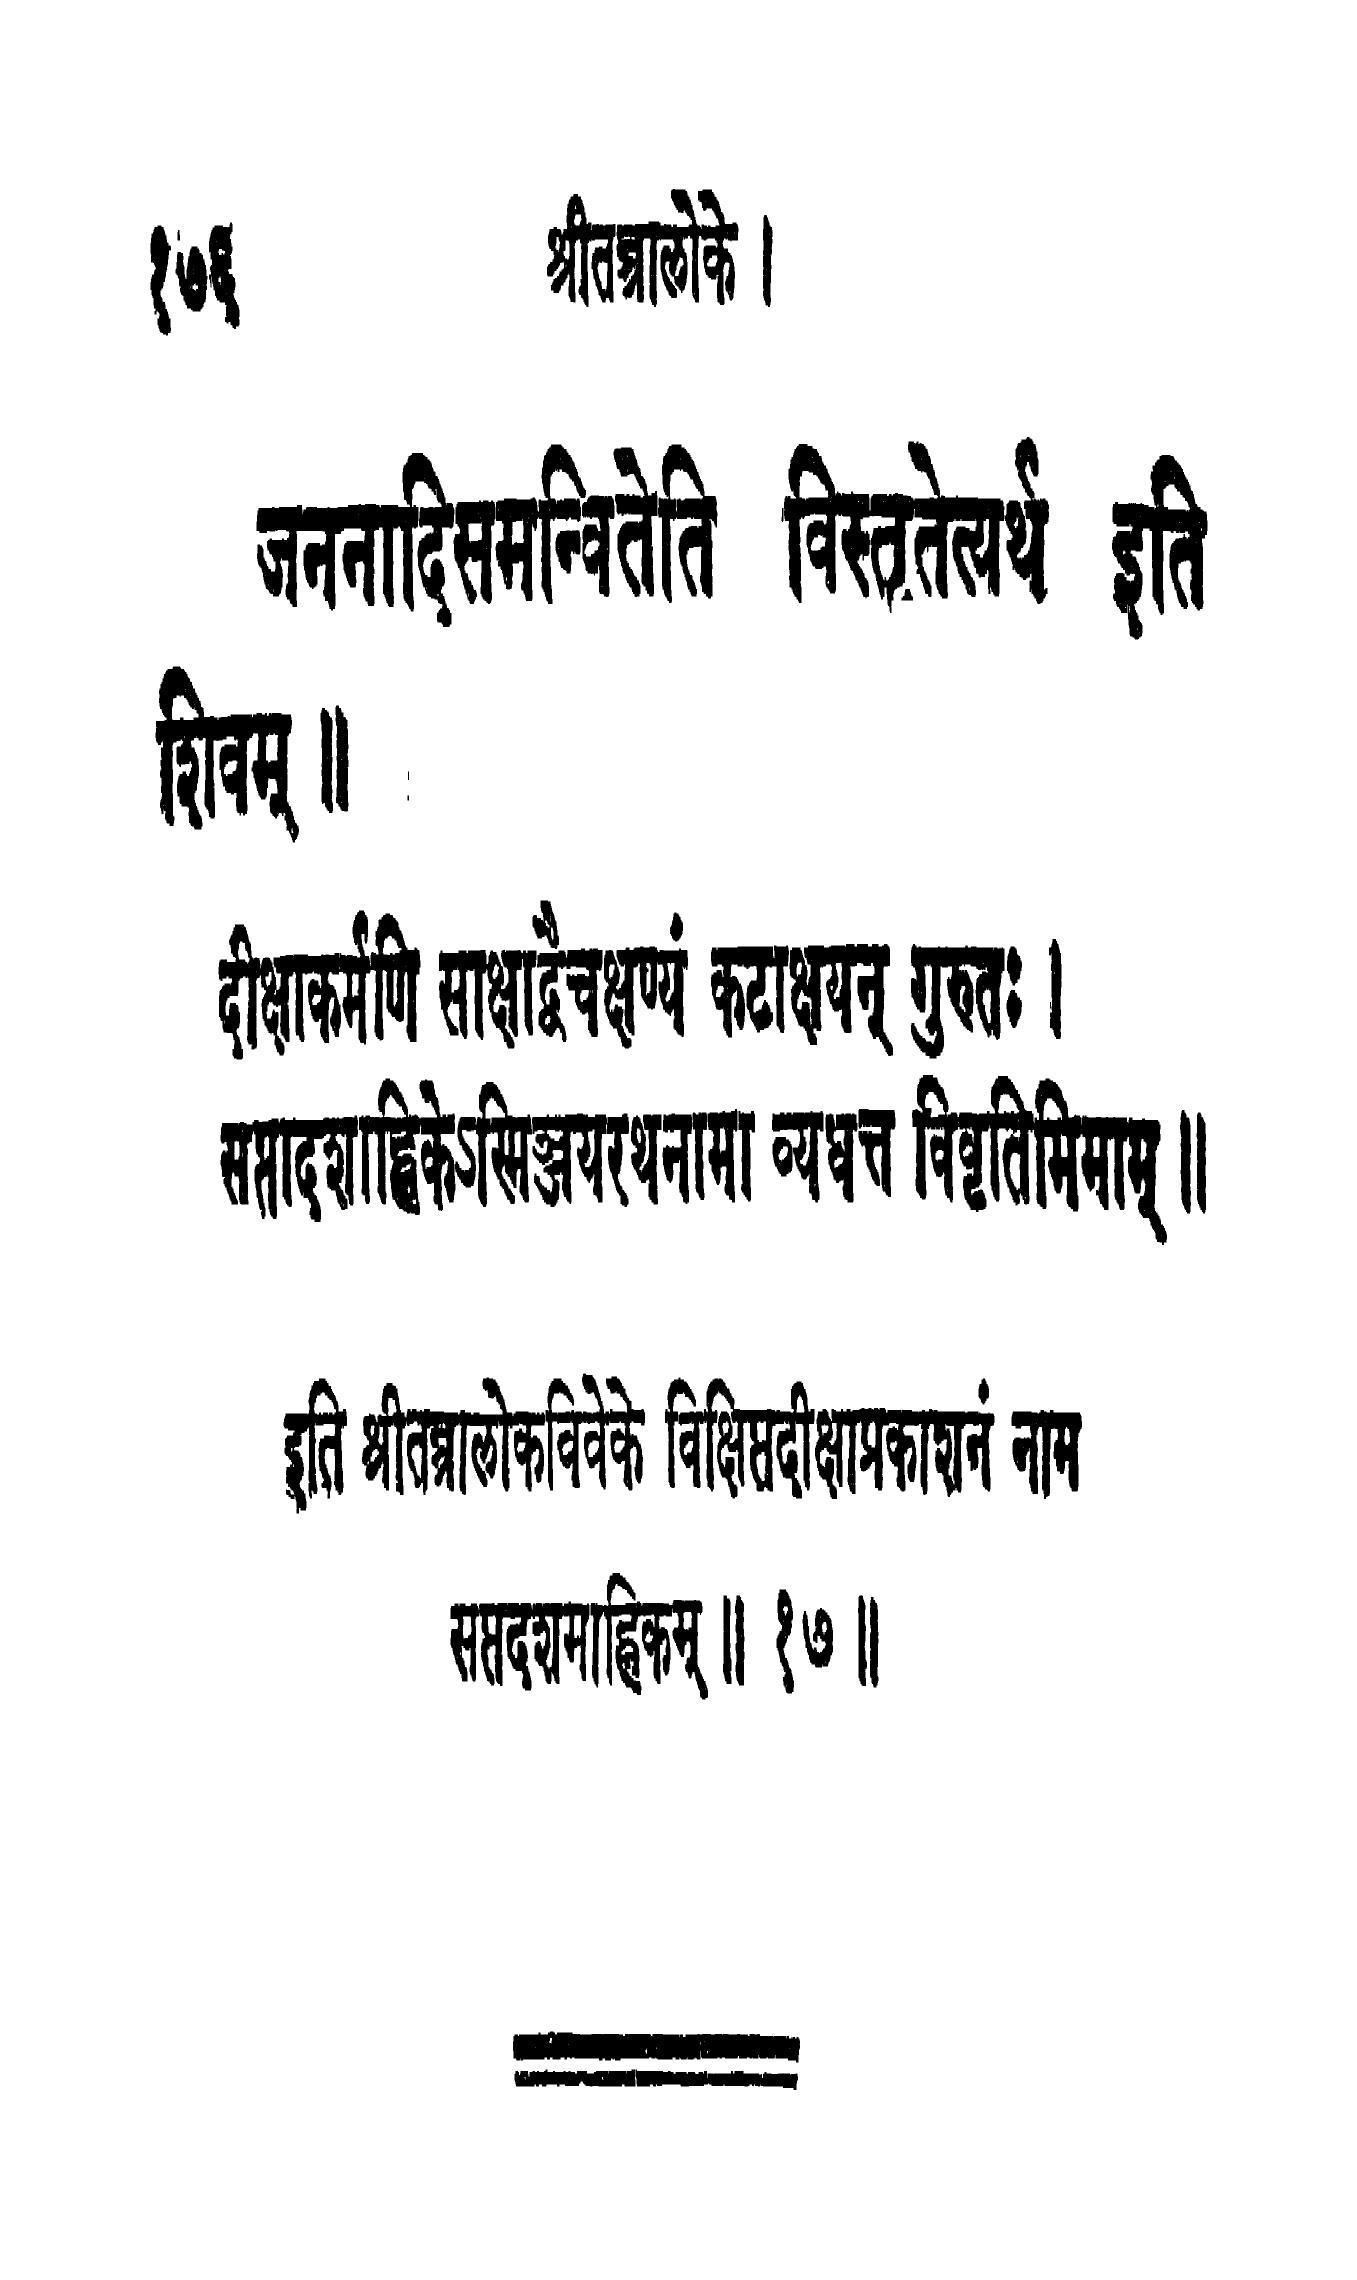 १७६ श्रीतन्त्रालोके ।
जननादिसमन्वितेति विस्तृतेत्यर्थ इति
शिवम् ॥
दीक्षाकर्मणि साक्षाद्वैचक्षण्यं कटाक्षयन् गुरुतः ।
सप्तादशाह्निकेऽस्मिञ्जयरथनामा व्यधत्त विवृतिमिमाम् ॥
इति श्रीतन्त्रालोकविवेके विक्षिप्तदीक्षाप्रकाशनं नाम
सप्तदशमाह्निकम् ॥ १७ ॥